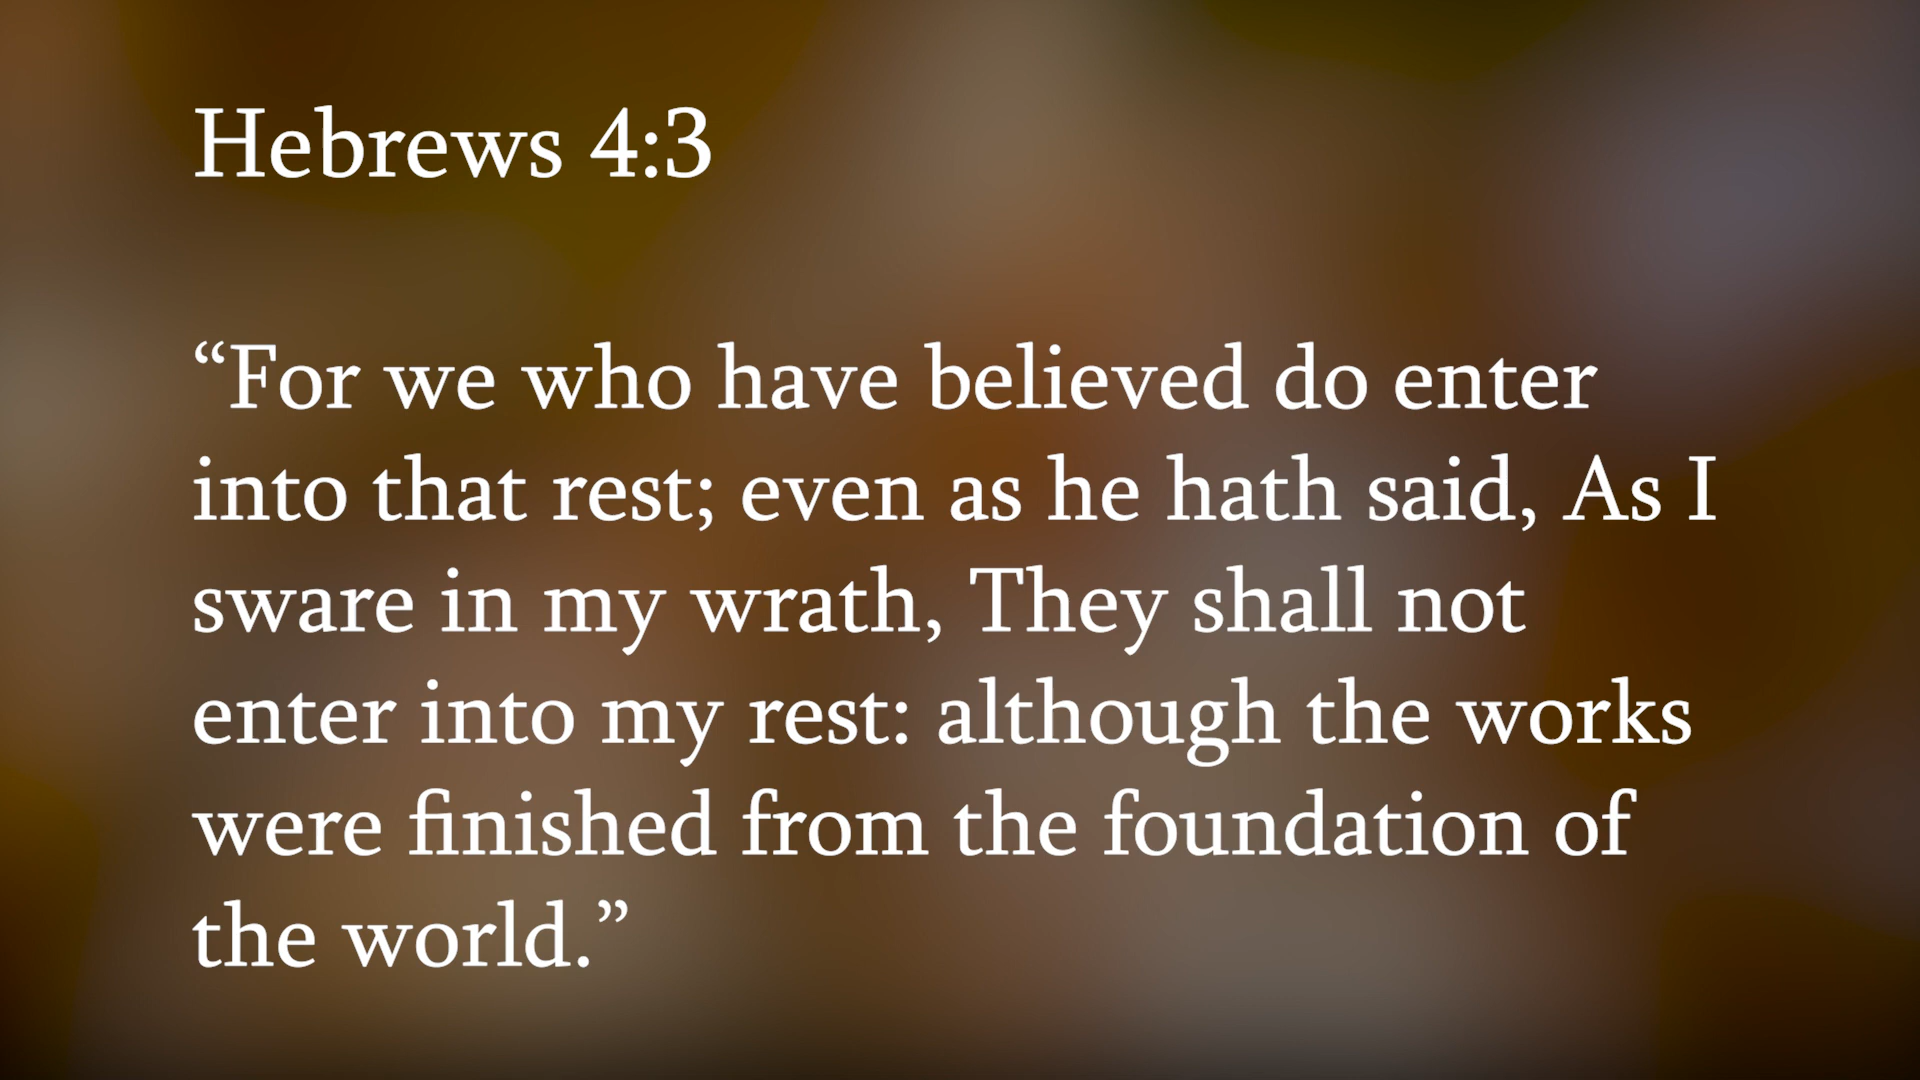 Hebrews 4:3
“For we who have believed do enter
into that rest; even as he hath said, As I
sware in my wrath, They shall not
enter into my rest: although the works
were finished from the foundation of
the world.”